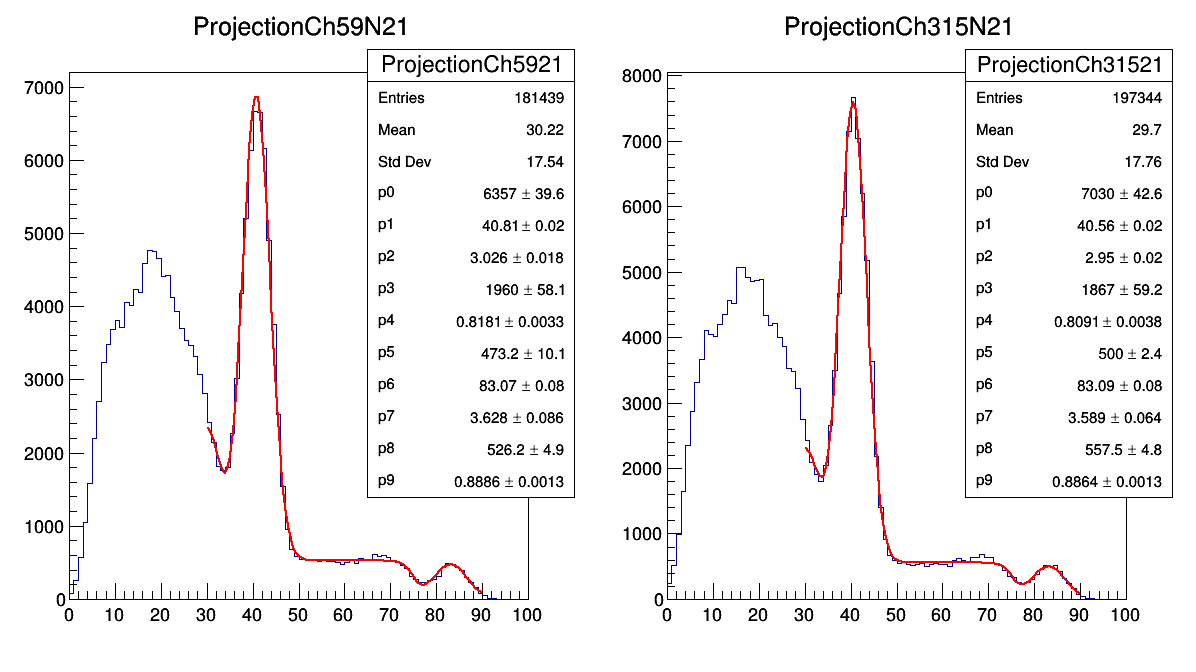 ProjectionCh59N21
ProjectionCh5921
Entries 181439
Mean 30.22
Std Dev 17.54
p0 6357 ± 39.6
p1 40.81 ± 0.02
p2 3.026 ± 0.018
p3 1960 ± 58.1
p4 0.8181 ± 0.0033
p5 473.2 ± 10.1
p6 83.07 ± 0.08
p7 3.628 ± 0.086
p8 526.2 ± 4.9
p9 0.8886 ± 0.0013
7000
6000
5000
4000
3000
2000
1000
0
0 10 20 30 40 50 60 70 80 90 100
ProjectionCh315N21
ProjectionCh31521
Entries 197344
Mean 29.7
Std Dev 17.76
p0 7030 ± 42.6
p1 40.56 ± 0.02
p2 2.95 ± 0.02
p3 1867 ± 59.2
p4 0.8091 ± 0.0038
p5 500 ± 2.4
p6 83.09 ± 0.08
p7 3.589 ± 0.064
p8 557.5 ± 4.8
p9 0.8864 ± 0.0013
8000
7000
6000
5000
4000
3000
2000
1000
0
0 10 20 30 40 50 60 70 80 90 100